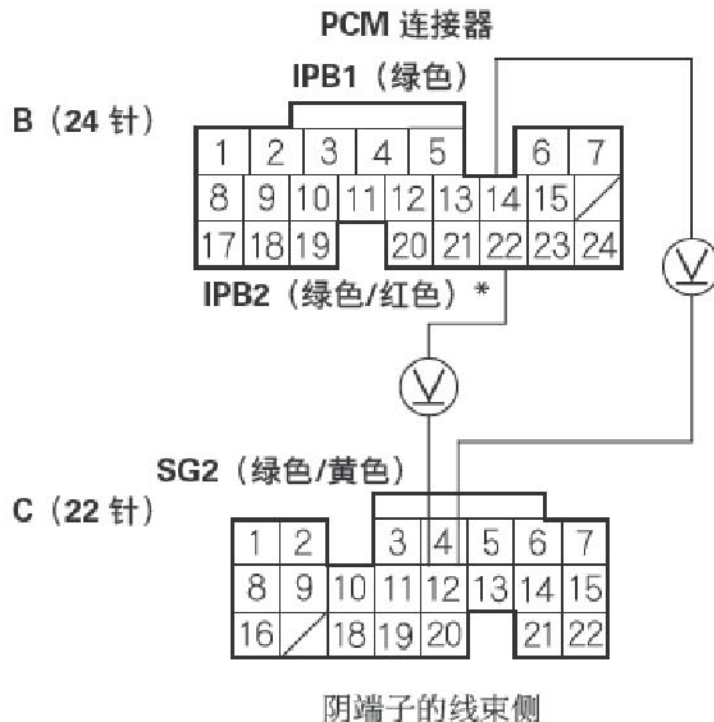 PCM 连接器
IPB1（绿色）
B（24 针）
1 2 3 4 5 6 7
8 9 10 11 12 13 14 15
17 18 19 20 21 22 23 24
IPB2（绿色/红色）*
V
V
SG2（绿色/黄色）
C（22 针）
1 2 3 4 5 6 7
8 9 10 11 12 13 14 15
16 18 19 20 21 22
阴端子的线束侧